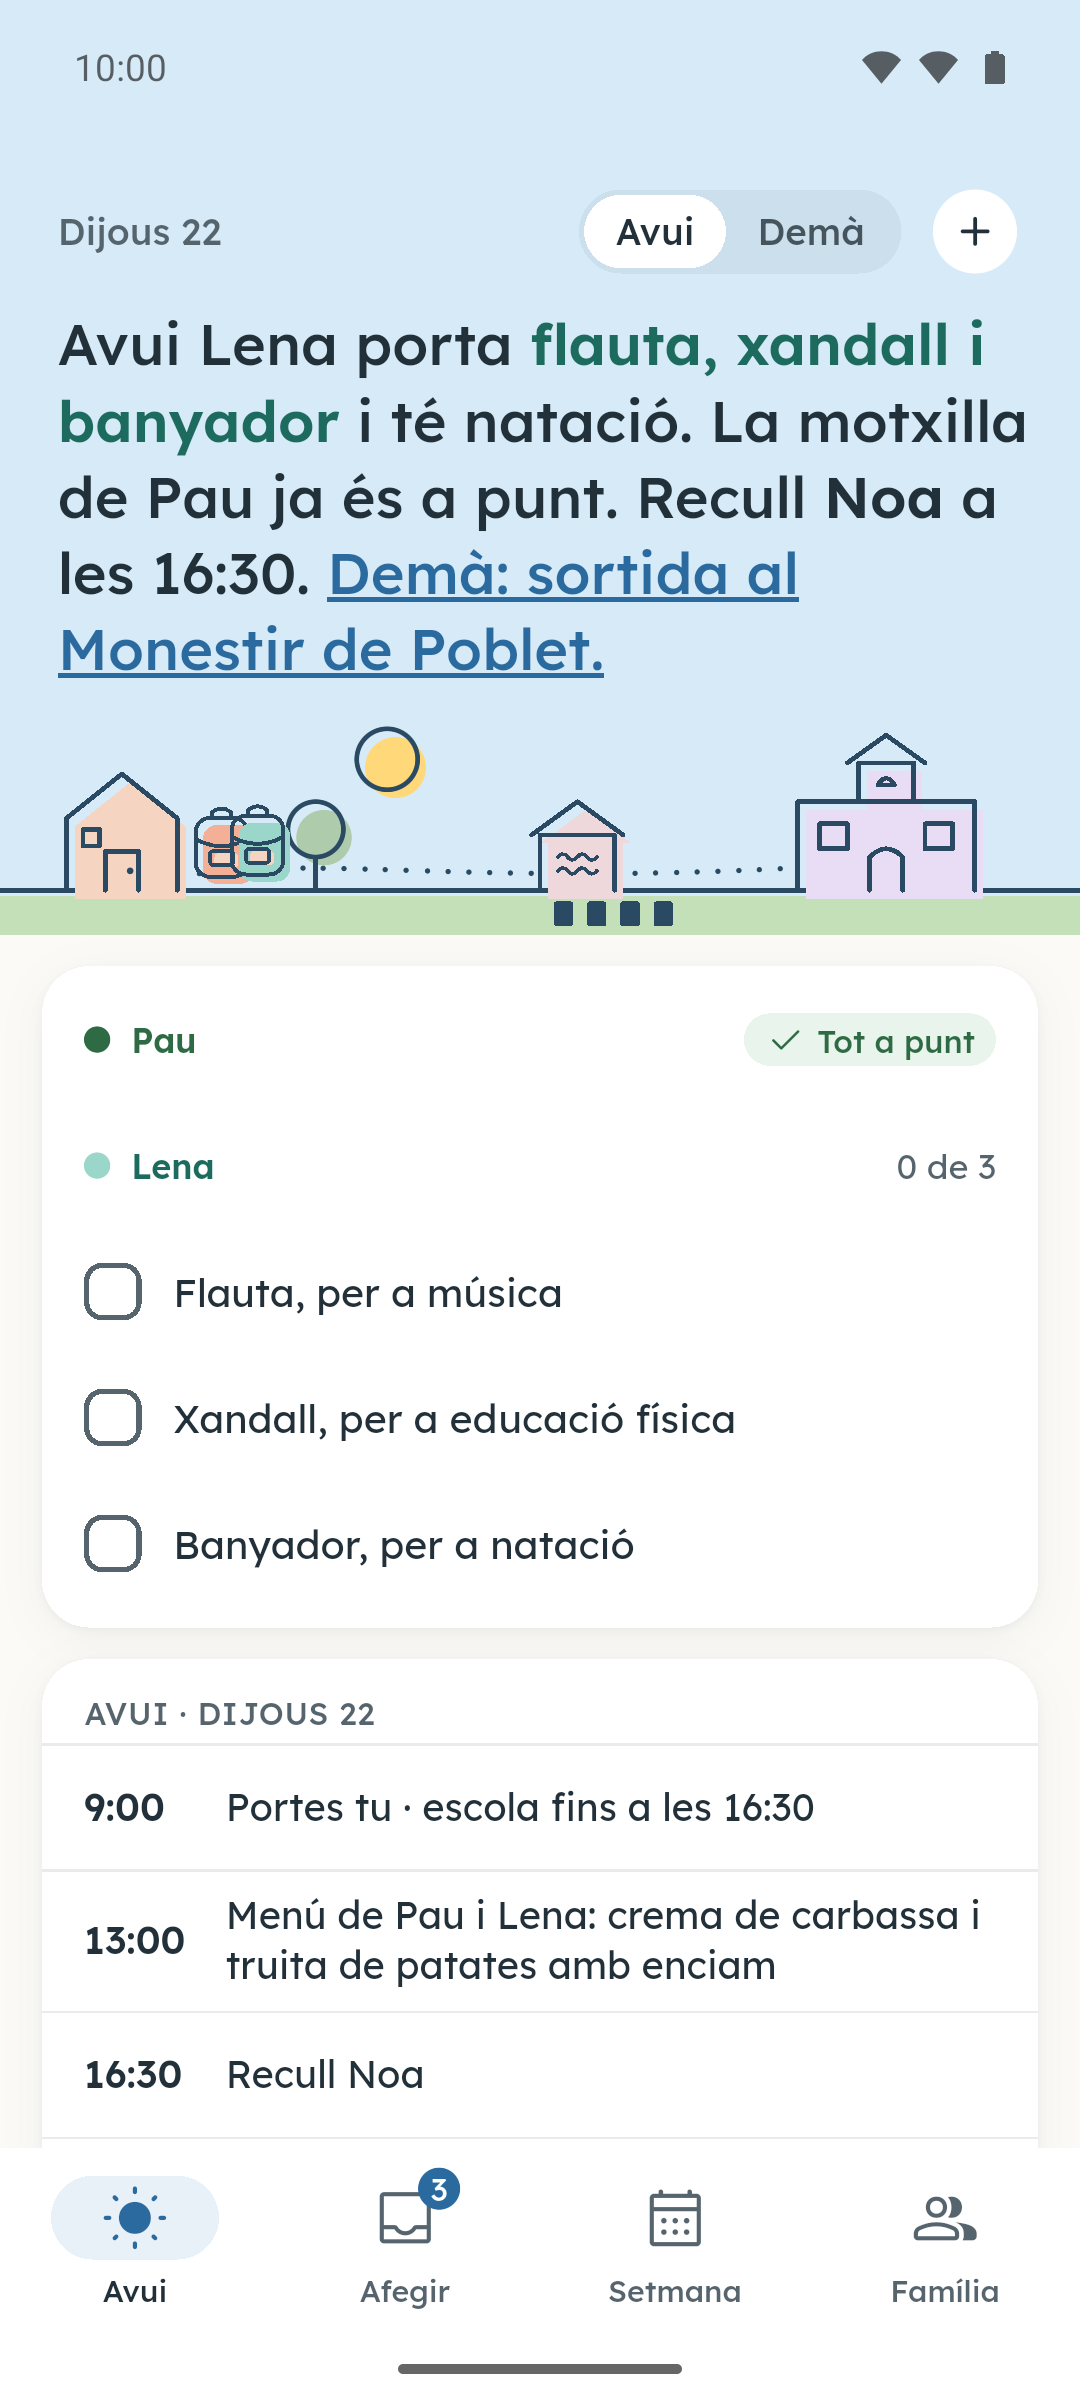 10:00
Dijous 22
Avui
Demà
Avui Lena porta flauta, xandall i
banyador i té natació. La motxilla
de Pau ja és a punt. Recull Noa a
les 16:30. Demà: sortida al
Monestir de Poblet.
Pau
Tot a punt
Lena
0 de 3
Flauta, per a música
Xandall, per a educació física
Banyador, per a natació
AVUI · DIJOUS 22
9:00
Portes tu · escola fins a les 16:30
13:00
Menú de Pau i Lena: crema de carbassa i
truita de patates amb enciam
16:30
Recull Noa
3
Avui
Afegir
Setmana
Família